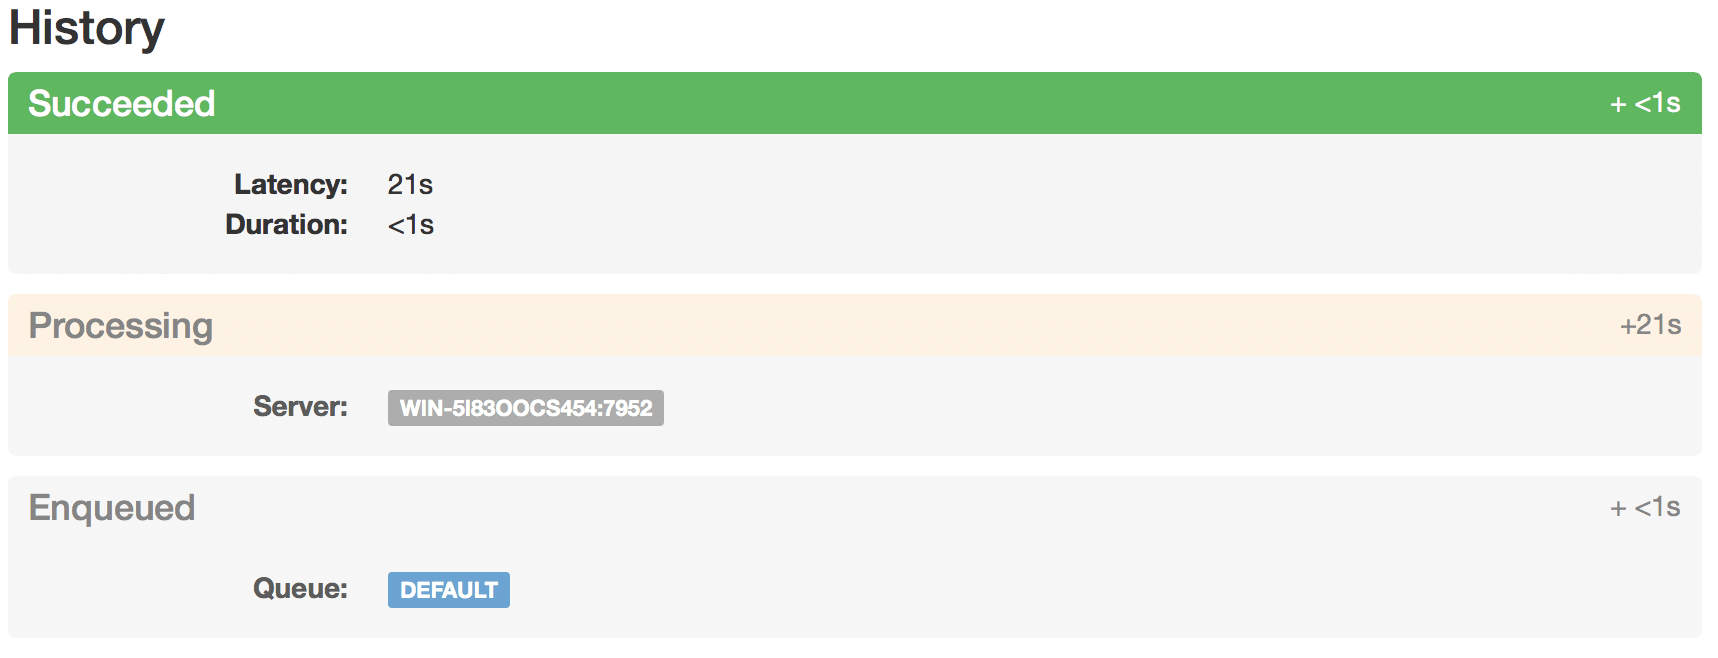 History
Succeeded + <1s
Latency: 21s
Duration: <1s
Processing +21s
Server: WIN-5I83OOCS454:7952
Enqueued + <1s
Queue: DEFAULT